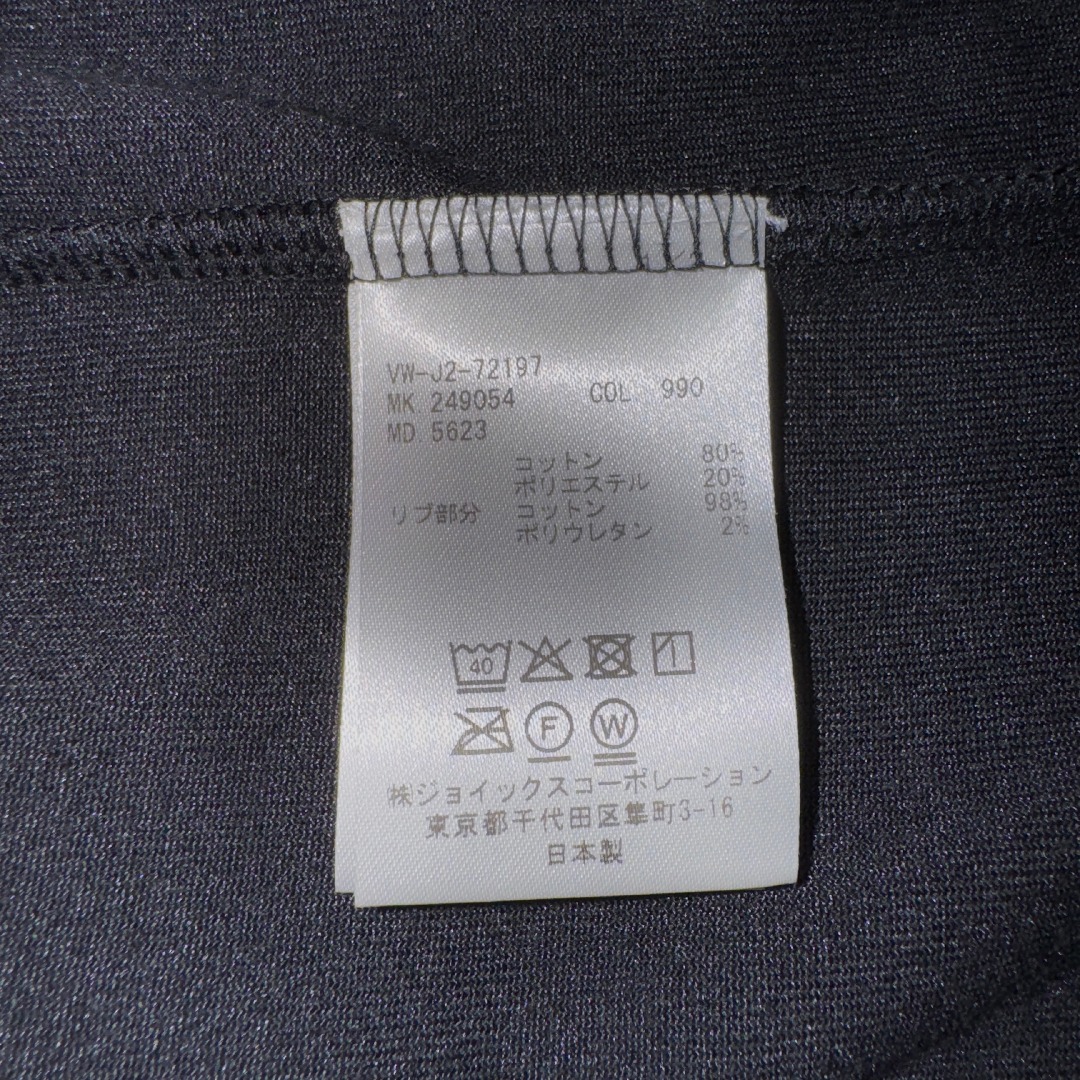 VW-J2-72197
MK 249054 COL 990
MD 5623
コットン 80%
ポリエステル 20%
リブ部分 コットン 98%
ポリウレタン 2%
40
F W
㈱ジョイックスコーポレーション
東京都千代田区隼町3-16
日本製